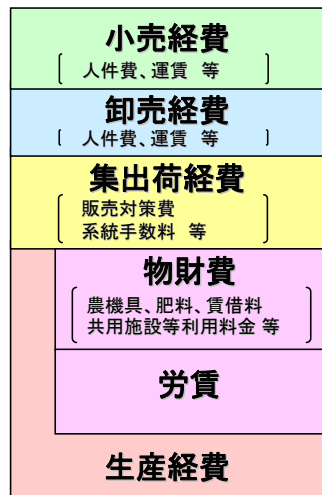 小売経費
人件費、運賃 等
卸売経費
人件費、運賃 等
集出荷経費
販売対策費
系統手数料 等
物財費
農機具、肥料、賃借料
共用施設等利用料金 等
労賃
生産経費